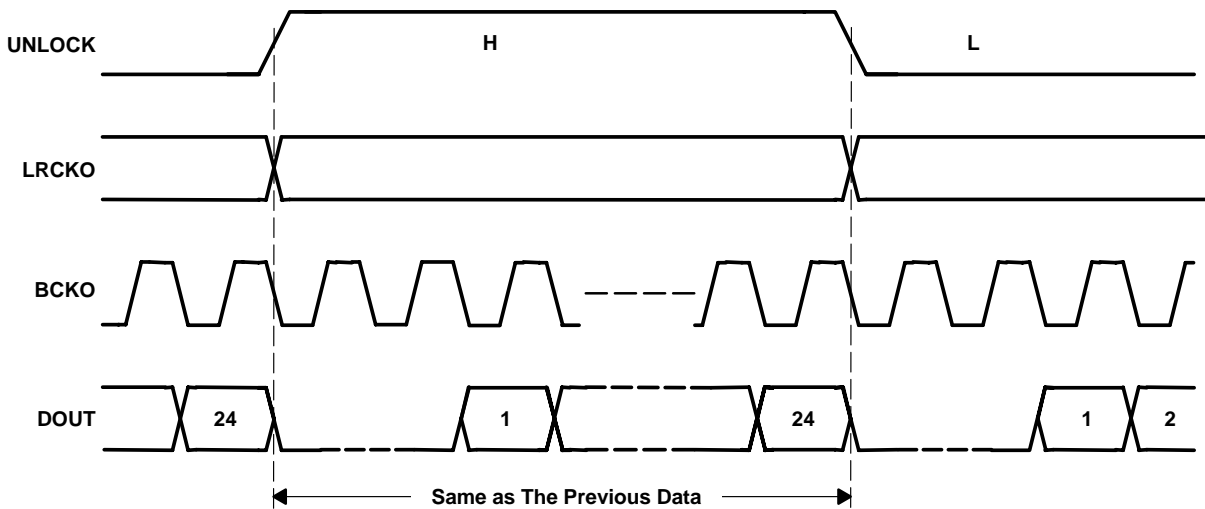 UNLOCK H L
LRCKO
BCKO
DOUT 24 1 24 1 2
Same as The Previous Data